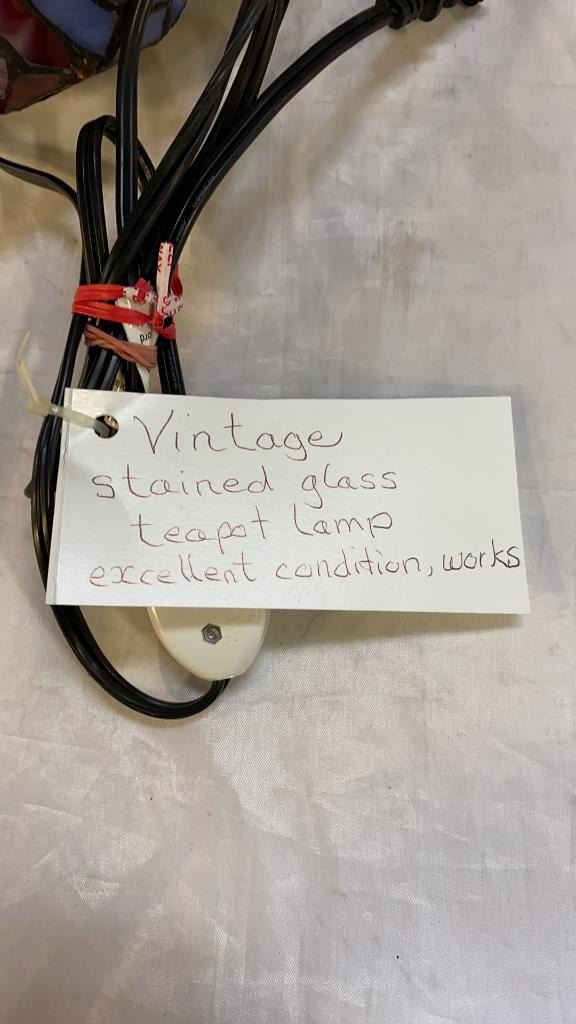 Vintage
stained glass
teapot lamp
excellent condition, works